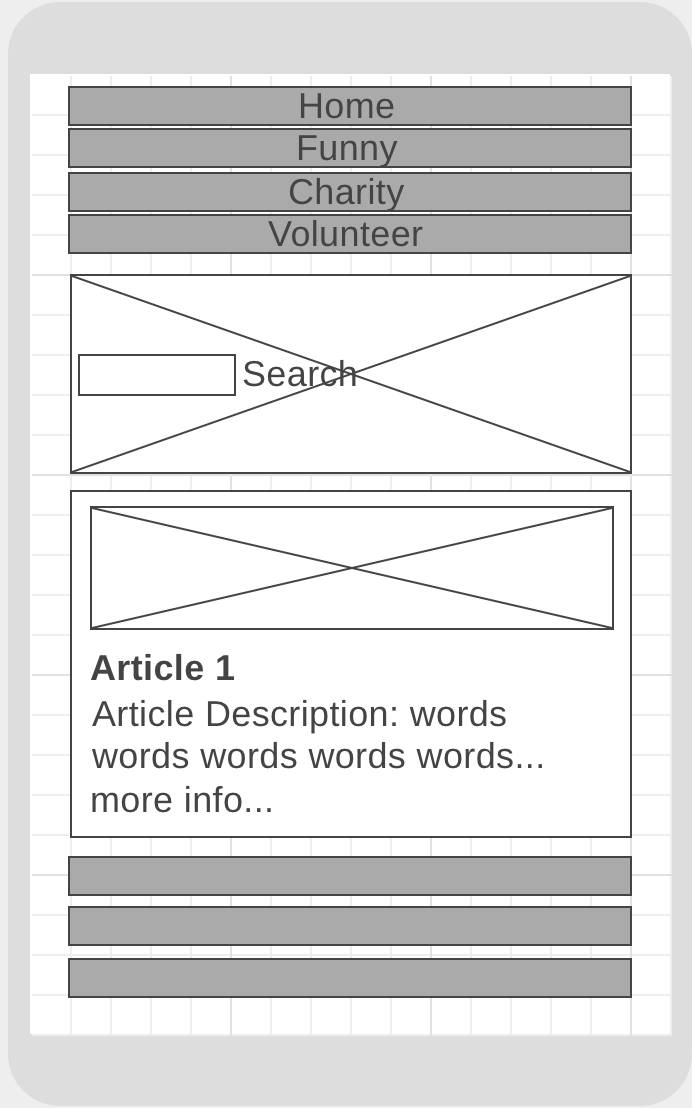 Home
Funny
Charity
Volunteer
Search
Article 1
Article Description: words
words words words words...
more info...